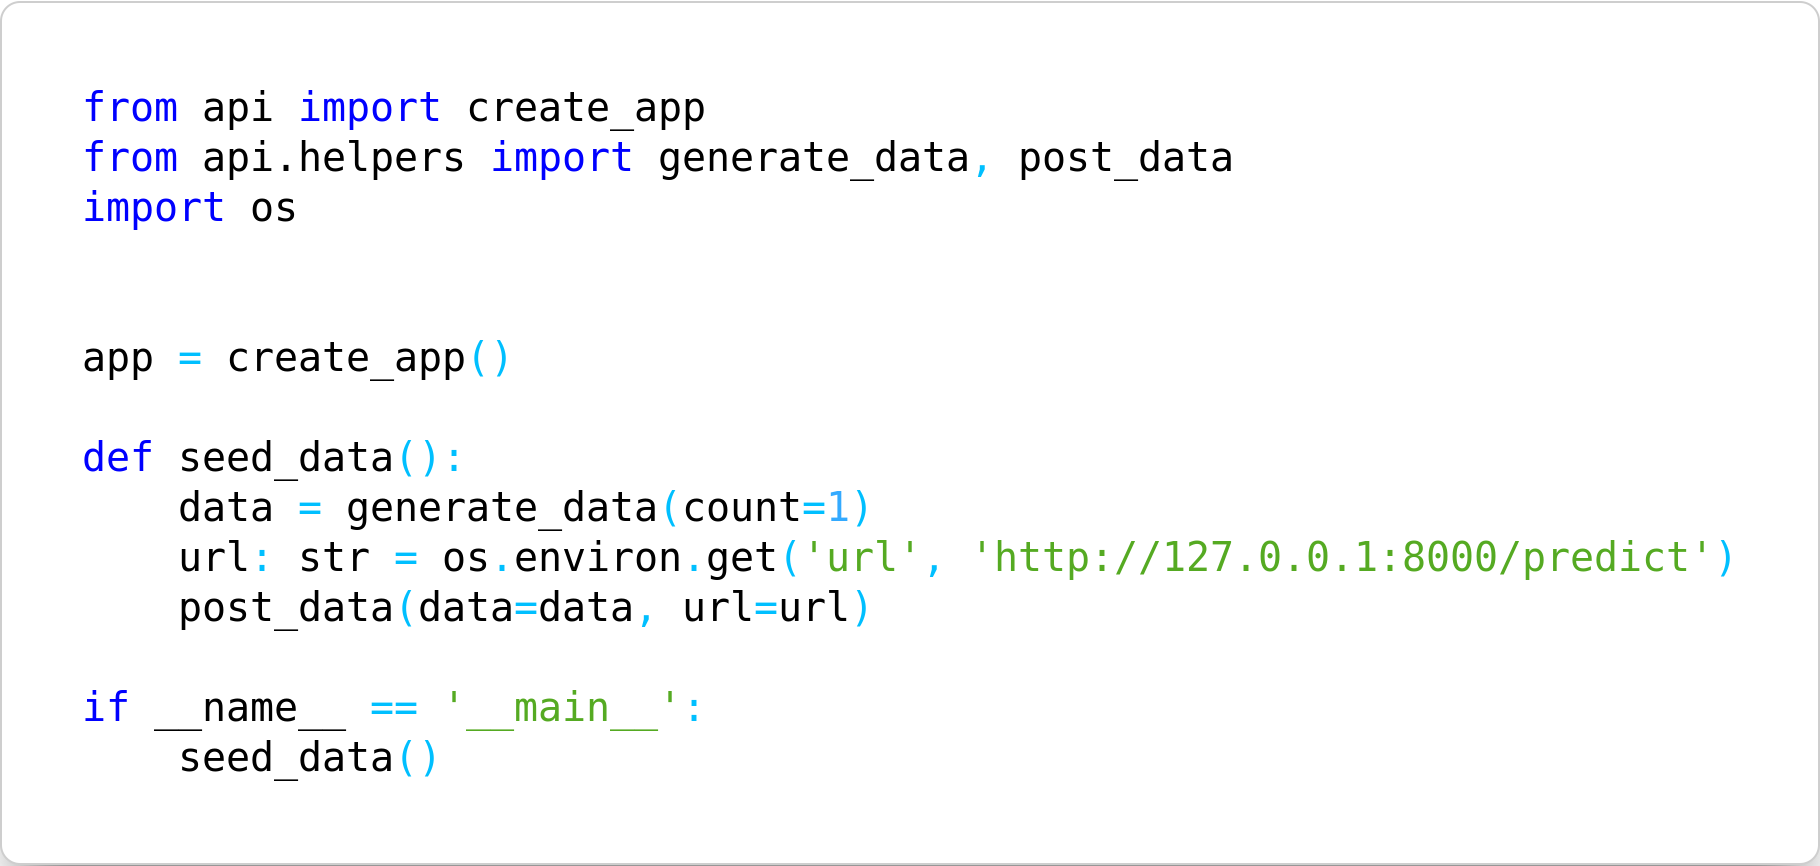 from api import create_app
from api.helpers import generate_data, post_data
import os
app = create_app()
def seed_data():
    data = generate_data(count=1)
    url: str = os.environ.get('url', 'http://127.0.0.1:8000/predict')
    post_data(data=data, url=url)
if __name__ == '__main__':
    seed_data()